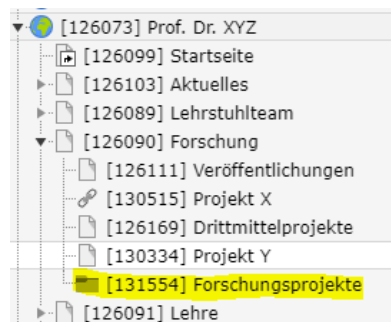 [126073] Prof. Dr. XYZ
[126099] Startseite
[126103] Aktuelles
[126089] Lehrstuhlteam
[126090] Forschung
[126111] Veröffentlichungen
[130515] Projekt X
[126169] Drittmittelprojekte
[130334] Projekt Y
[131554] Forschungsprojekte
[126091] Lehre